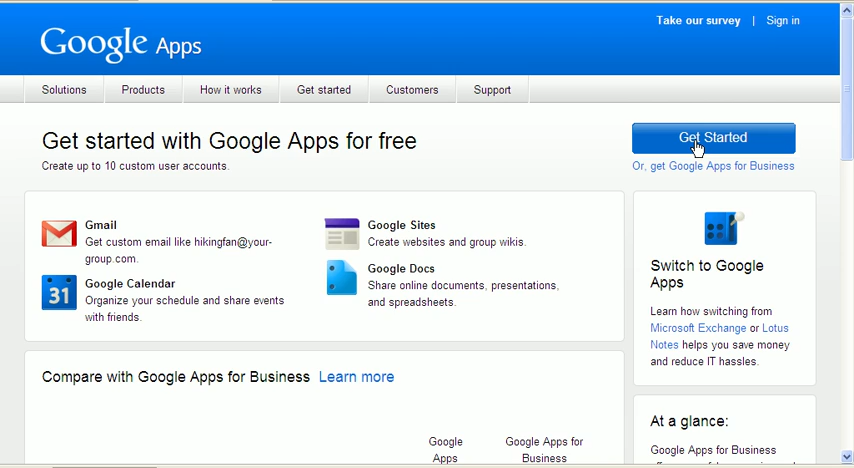 Take our survey | Sign in
Google Apps
Solutions
Products
How it works
Get started
Customers
Support
Get started with Google Apps for free
Create up to 10 custom user accounts.
Get Started
Or, get Google Apps for Business
Gmail
Get custom email like hikingfan@your-
group.com.
Google Calendar
Organize your schedule and share events
with friends.
31
Google Sites
Create websites and group wikis.
Google Docs
Share online documents, presentations,
and spreadsheets.
Switch to Google
Apps
Learn how switching from
Microsoft Exchange or Lotus
Notes helps you save money
and reduce IT hassles.
Compare with Google Apps for Business Learn more
Google
Apps
Google Apps for
Business
At a glance:
Google Apps for Business